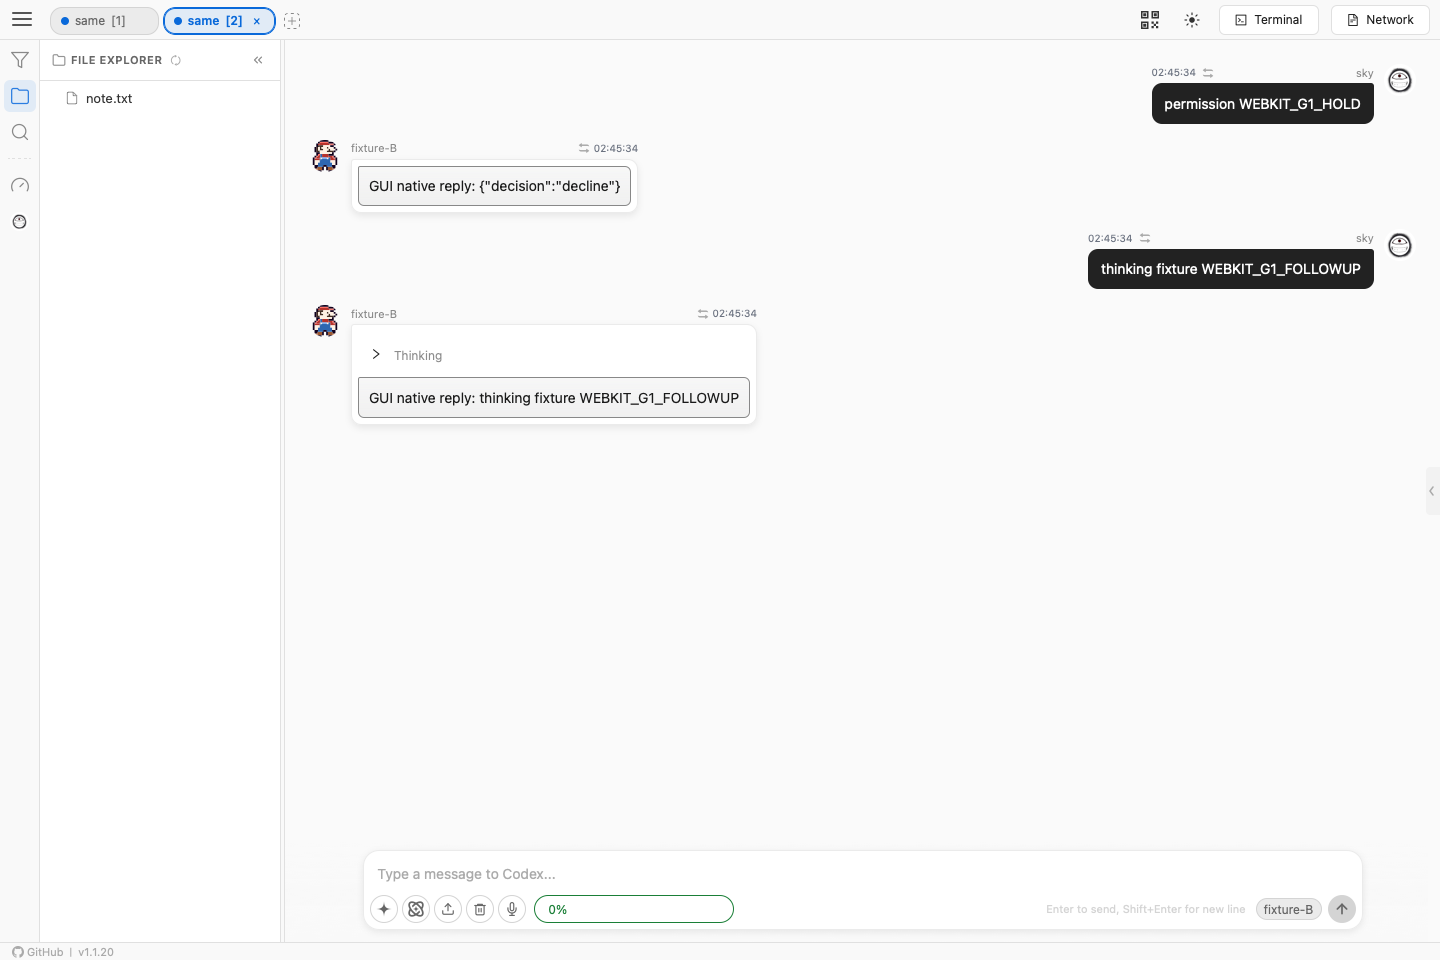 same [1]
same [2] ×
Terminal
Network
FILE EXPLORER
note.txt
02:45:34
sky
permission WEBKIT_G1_HOLD
fixture-B
02:45:34
GUI native reply: {"decision":"decline"}
02:45:34
sky
thinking fixture WEBKIT_G1_FOLLOWUP
fixture-B
02:45:34
Thinking
GUI native reply: thinking fixture WEBKIT_G1_FOLLOWUP
Type a message to Codex...
0%
Enter to send, Shift+Enter for new line
fixture-B
GitHub | v1.1.20